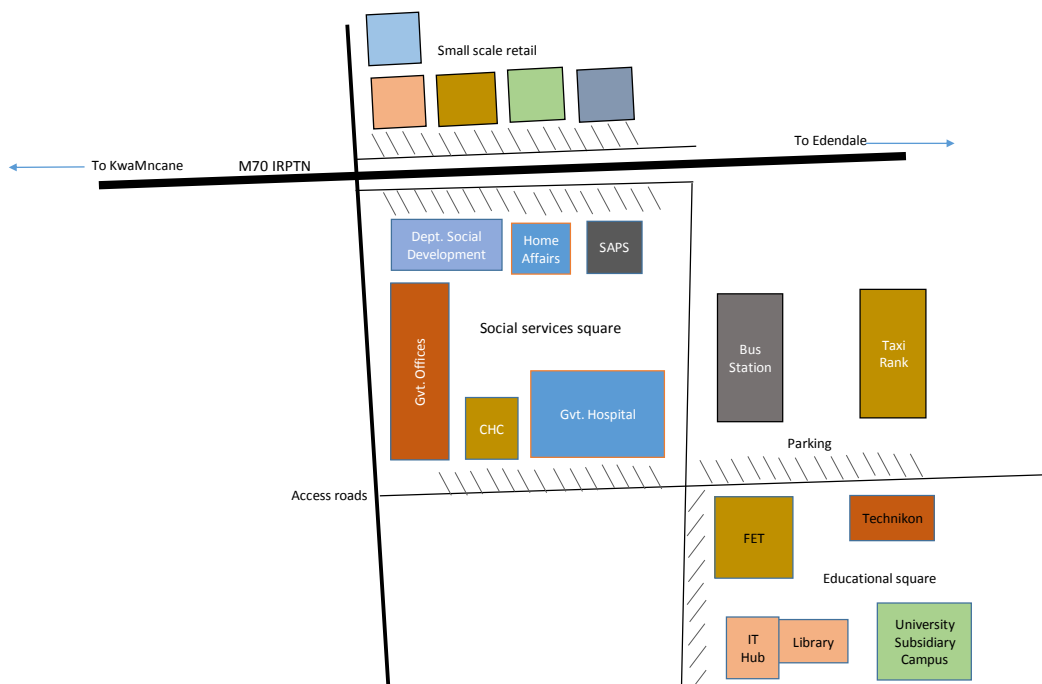 Small scale retail
To Edendale
To KwaMncane
M70 IRPTN
Dept. Social
Development
Home
Affairs
SAPS
Social services square
Gvt. Offices
CHC
Gvt. Hospital
Bus
Station
Taxi
Rank
Parking
Access roads
FET
Technikon
Educational square
IT
Hub
Library
University
Subsidiary
Campus